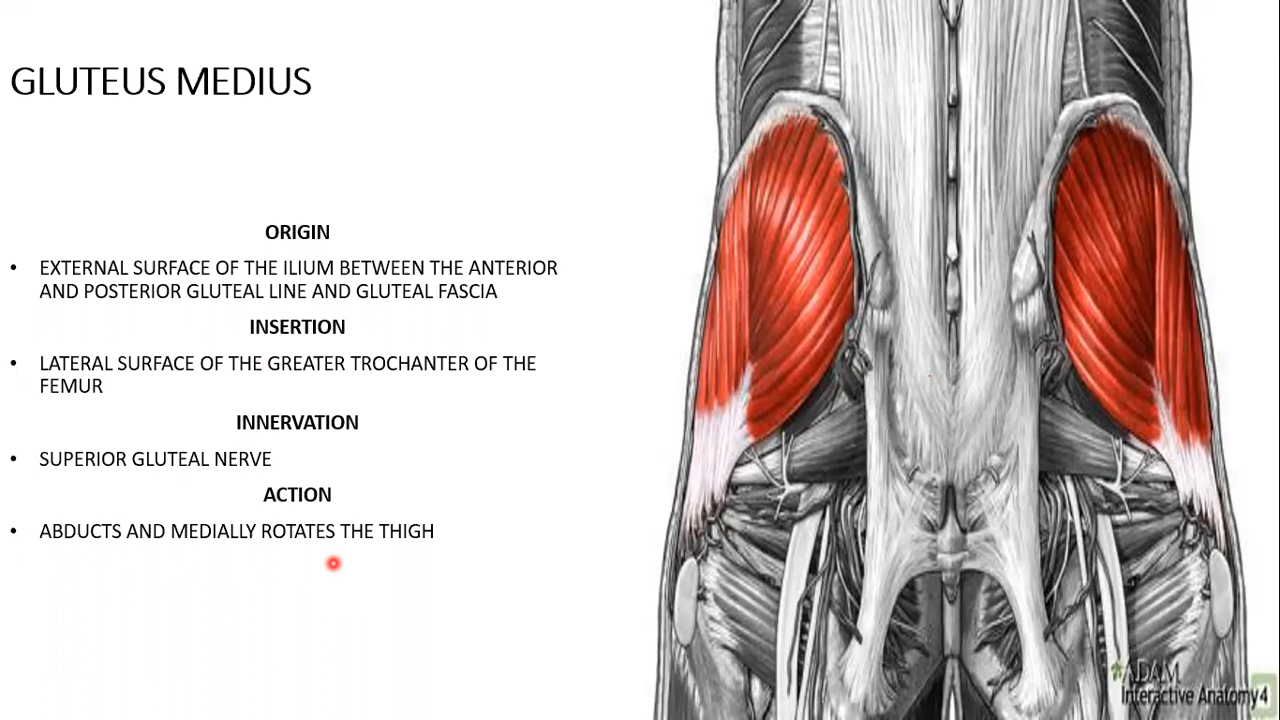 GLUTEUS MEDIUS
ORIGIN
• EXTERNAL SURFACE OF THE ILIUM BETWEEN THE ANTERIOR
AND POSTERIOR GLUTEAL LINE AND GLUTEAL FASCIA
INSERTION
• LATERAL SURFACE OF THE GREATER TROCHANTER OF THE
FEMUR
INNERVATION
• SUPERIOR GLUTEAL NERVE
ACTION
• ABDUCTS AND MEDIALLY ROTATES THE THIGH
ADAM
Interactive Anatomy 4